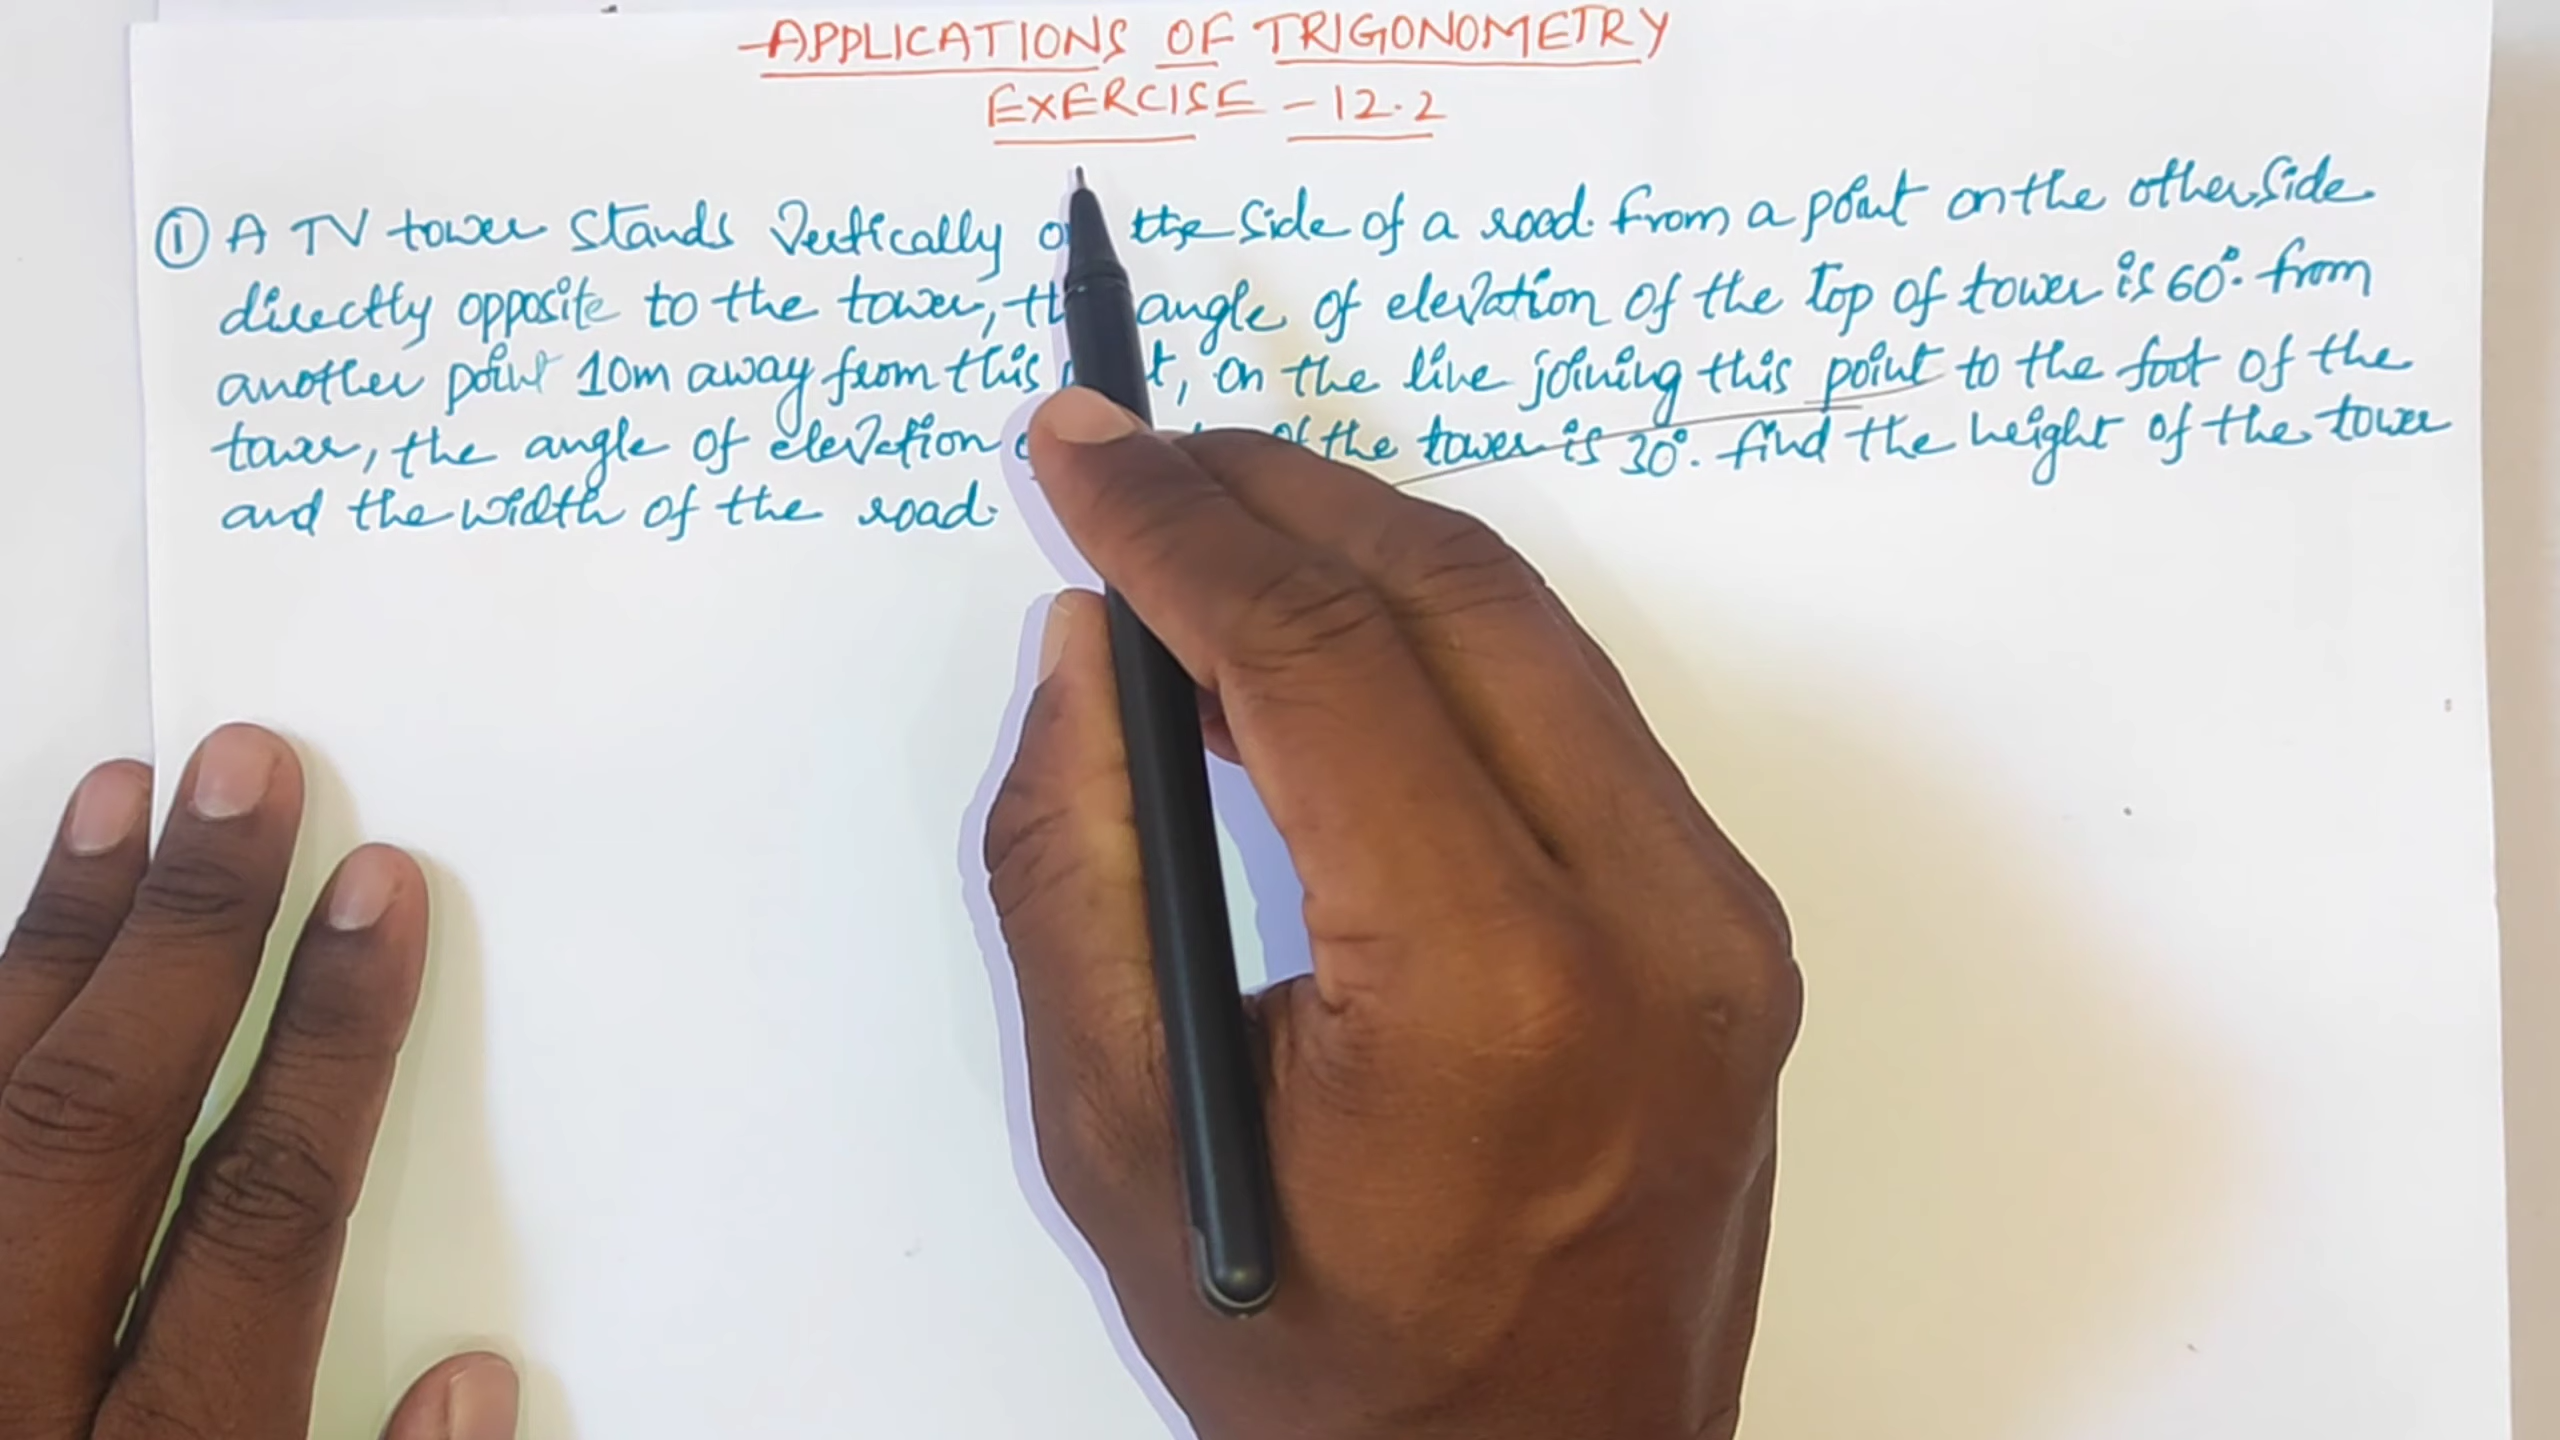 APPLICATIONS OF TRIGONOMETRY
EXERCISE - 12.2
① A TV tower stands Vertically the side of a road. from a point on the other side
directly opposite to the tower, angle of elevation of the top of tower is 60°. from
another point 10m away from this , on the line joining this point to the foot of the
tower, the angle of elevation of the tower is 30°. find the height of the tower
and the width of the road.